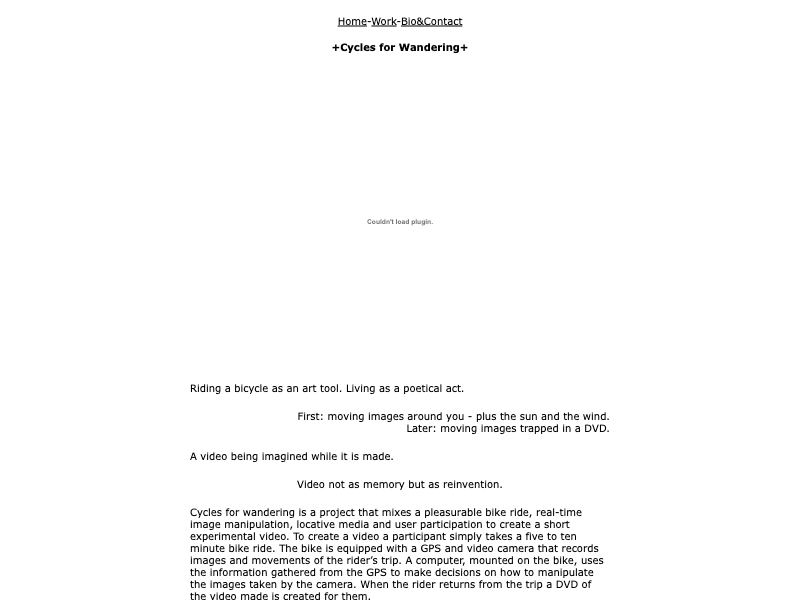 Home-Work-Bio&Contact
+Cycles for Wandering+
Couldn't load plugin.
Riding a bicycle as an art tool. Living as a poetical act.
First: moving images around you - plus the sun and the wind.
Later: moving images trapped in a DVD.
A video being imagined while it is made.
Video not as memory but as reinvention.
Cycles for wandering is a project that mixes a pleasurable bike ride, real-time
image manipulation, locative media and user participation to create a short
experimental video. To create a video a participant simply takes a five to ten
minute bike ride. The bike is equipped with a GPS and video camera that records
images and movements of the rider’s trip. A computer, mounted on the bike, uses
the information gathered from the GPS to make decisions on how to manipulate
the images taken by the camera. When the rider returns from the trip a DVD of
the video made is created for them.